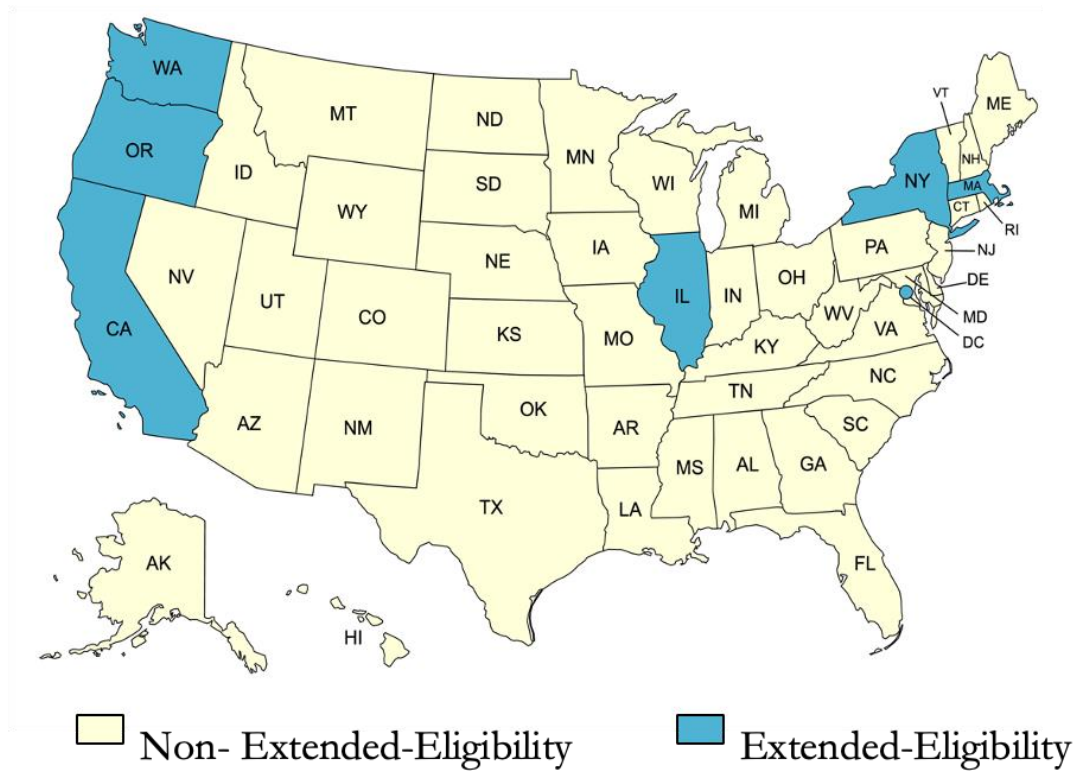 WA
MT
ND
MN
VT
ME
OR
ID
SD
WI
NH
NY
MA
WY
MI
CT
RI
IA
PA
NJ
NE
NV
UT
IL
IN
OH
DE
CO
WV
MD
CA
KS
MO
VA
DC
KY
NC
TN
AZ
NM
OK
AR
SC
MS
AL
GA
TX
LA
AK
FL
HI
Non- Extended-Eligibility
Extended-Eligibility